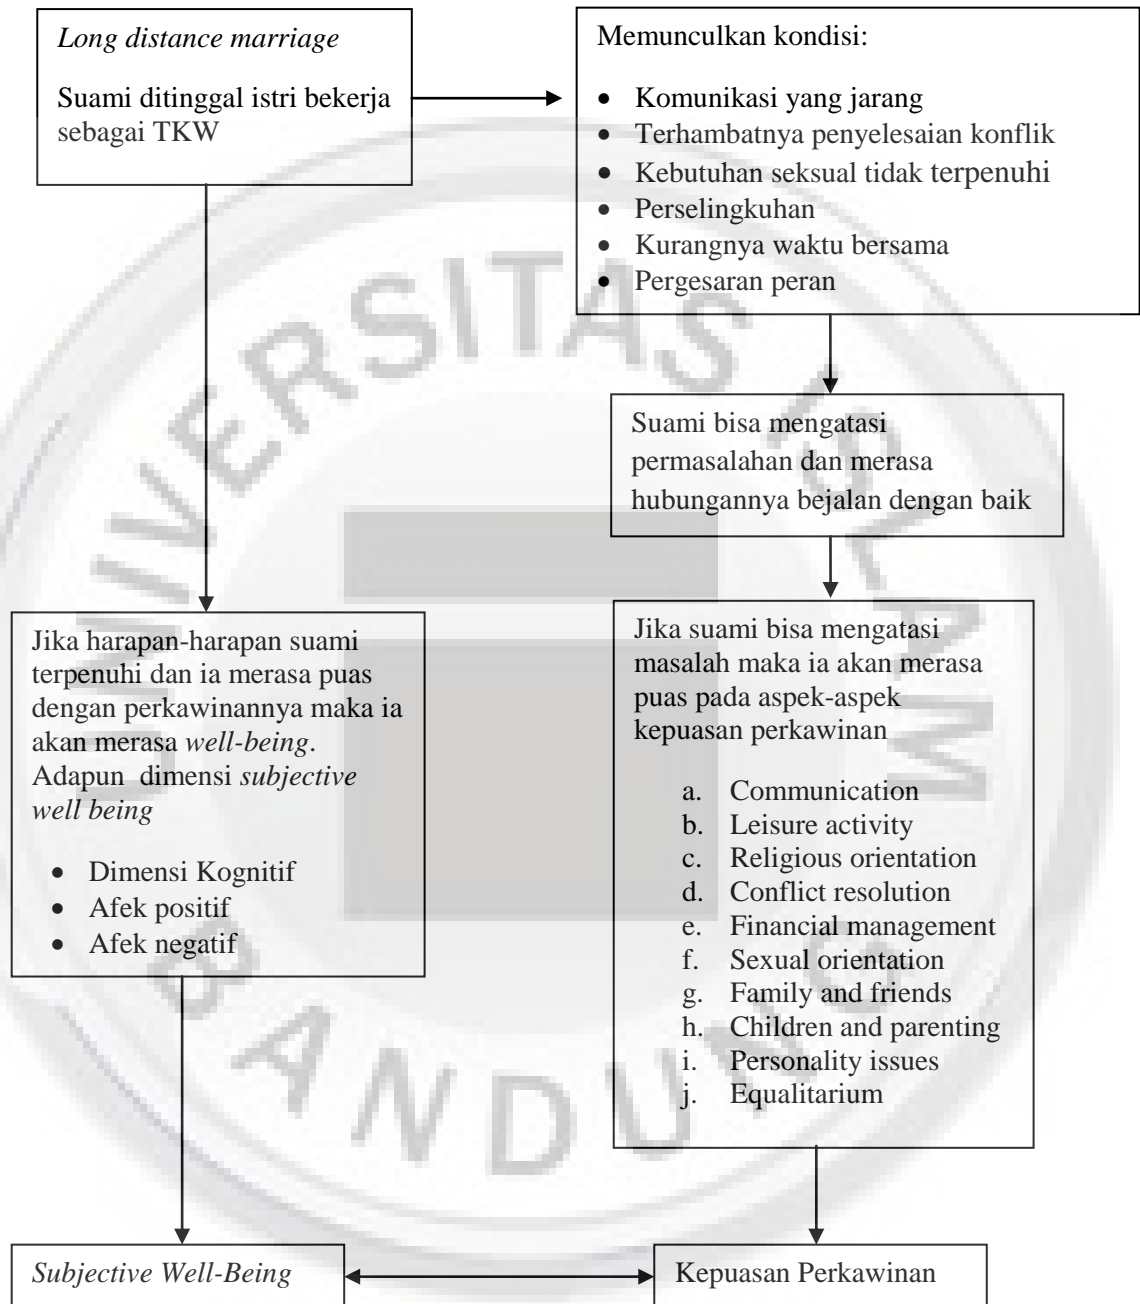 Long distance marriage
Suami ditinggal istri bekerja
sebagai TKW
Memunculkan kondisi:
• Komunikasi yang jarang
• Terhambatnya penyelesaian konflik
• Kebutuhan seksual tidak terpenuhi
• Perselingkuhan
• Kurangnya waktu bersama
• Pergesaran peran
Suami bisa mengatasi
permasalahan dan merasa
hubungannya bejalan dengan baik
Jika harapan-harapan suami
terpenuhi dan ia merasa puas
dengan perkawinannya maka ia
akan merasa well-being.
Adapun dimensi subjective
well being
• Dimensi Kognitif
• Afek positif
• Afek negatif
Jika suami bisa mengatasi
masalah maka ia akan merasa
puas pada aspek-aspek
kepuasan perkawinan
a. Communication
b. Leisure activity
c. Religious orientation
d. Conflict resolution
e. Financial management
f. Sexual orientation
g. Family and friends
h. Children and parenting
i. Personality issues
j. Equalitarium
Subjective Well-Being
Kepuasan Perkawinan
UNIVERSITAS ISLAM
BANDUNG